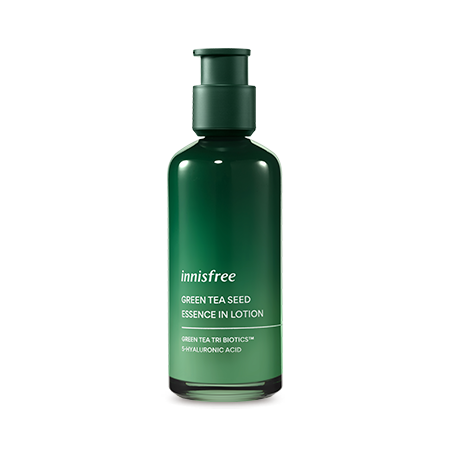 innisfree
GREEN TEA SEED
ESSENCE IN LOTION
GREEN TEA TRI BIOTICS™
5-HYALURONIC ACID